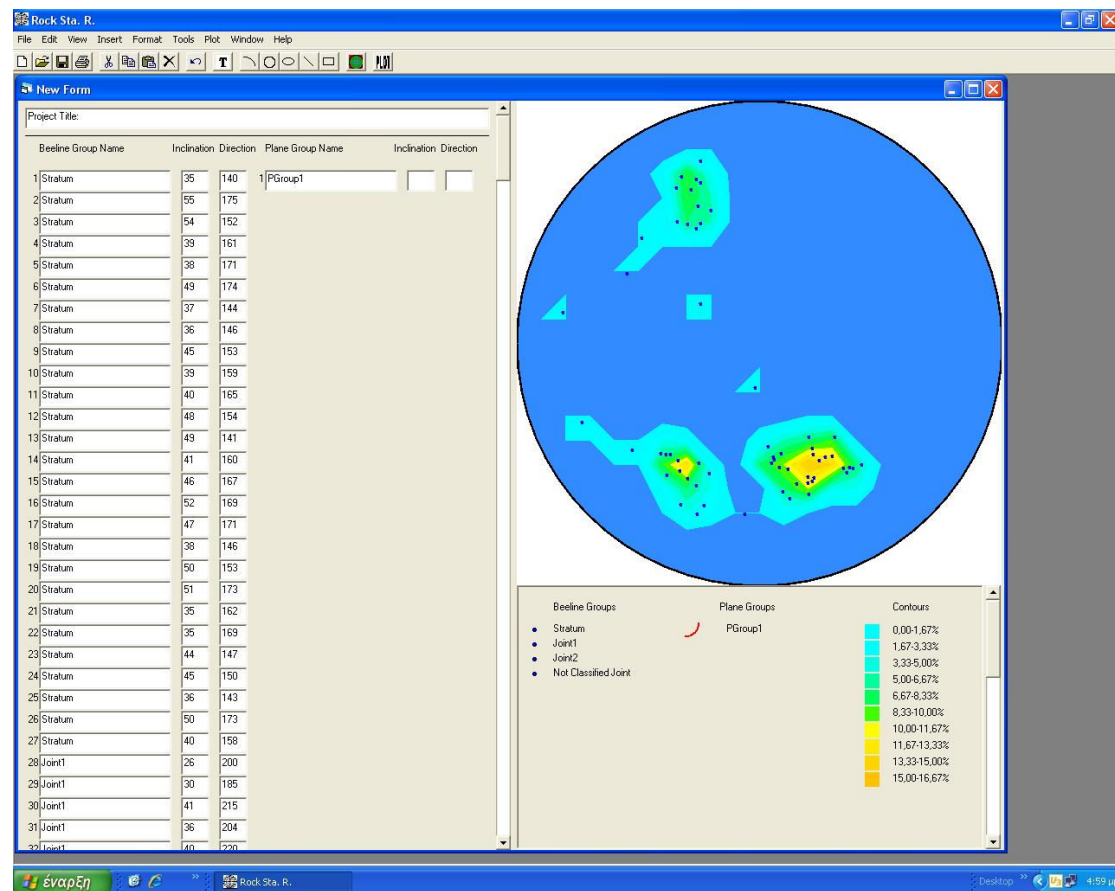 Rock Sta. R.
File Edit View Insert Format Tools Plot Window Help
T PLOT
New Form
Project Title:
Beeline Group Name Inclination Direction Plane Group Name Inclination Direction
1 Stratum 35 140 1 PGroup1
2 Stratum 55 175
3 Stratum 54 152
4 Stratum 39 161
5 Stratum 38 171
6 Stratum 49 174
7 Stratum 37 144
8 Stratum 36 146
9 Stratum 45 153
10 Stratum 39 159
11 Stratum 40 165
12 Stratum 48 154
13 Stratum 49 141
14 Stratum 41 160
15 Stratum 46 167
16 Stratum 52 169
17 Stratum 47 171
18 Stratum 38 146
19 Stratum 50 153
20 Stratum 51 173
21 Stratum 35 162
22 Stratum 35 169
23 Stratum 44 147
24 Stratum 45 150
25 Stratum 36 143
26 Stratum 50 173
27 Stratum 40 158
28 Joint1 26 200
29 Joint1 30 185
30 Joint1 41 215
31 Joint1 36 204
32 Joint1 40 220
Beeline Groups Plane Groups Contours
Stratum PGroup1 0,00-1,67%
Joint1 1,67-3,33%
Joint2 3,33-5,00%
Not Classified Joint 5,00-6,67%
6,67-8,33%
8,33-10,00%
10,00-11,67%
11,67-13,33%
13,33-15,00%
15,00-16,67%
έναρξη » Rock Sta. R. Desktop » 4:59 μμ